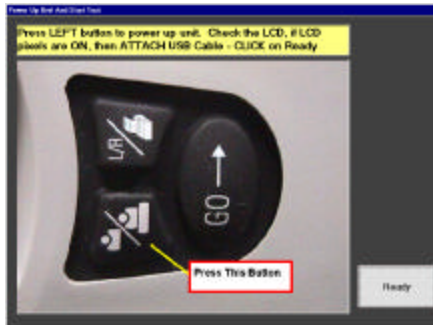 Power Up Unit And Start Test
Press LEFT button to power up unit. Check the LCD, if LCD
pixels are ON, then ATTACH USB Cable - CLICK on Ready
L/R
GO
Press This Button
Ready